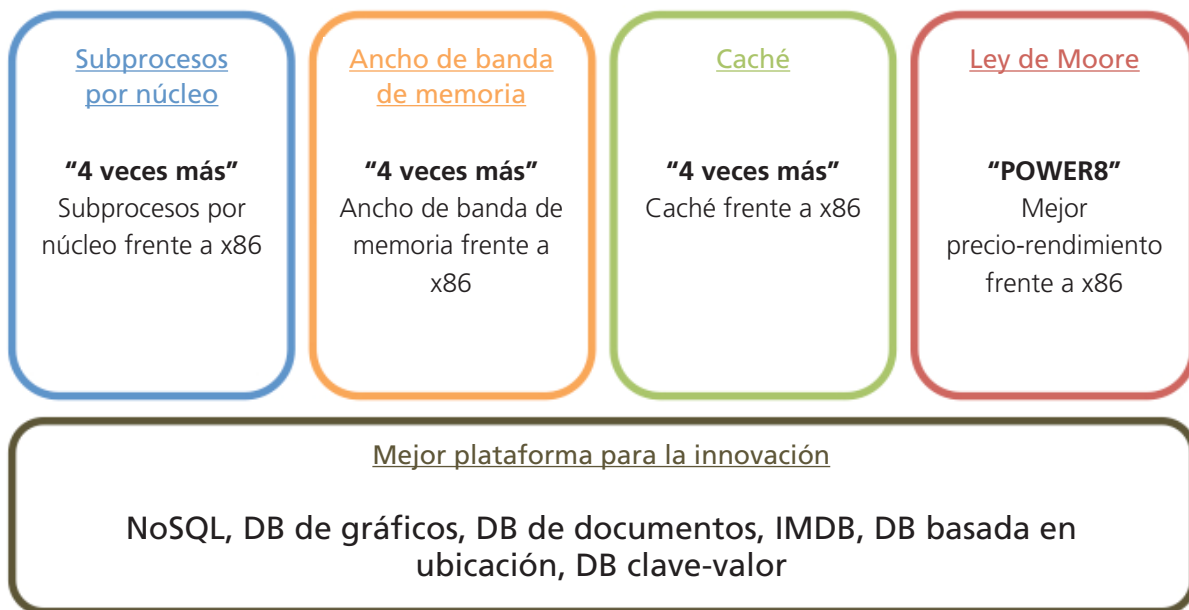 Subprocesos
por núcleo
“4 veces más”
Subprocesos por
núcleo frente a x86
Ancho de banda
de memoria
“4 veces más”
Ancho de banda de
memoria frente a
x86
Caché
“4 veces más”
Caché frente a x86
Ley de Moore
“POWER8”
Mejor
precio-rendimiento
frente a x86
Mejor plataforma para la innovación
NoSQL, DB de gráficos, DB de documentos, IMDB, DB basada en
ubicación, DB clave-valor